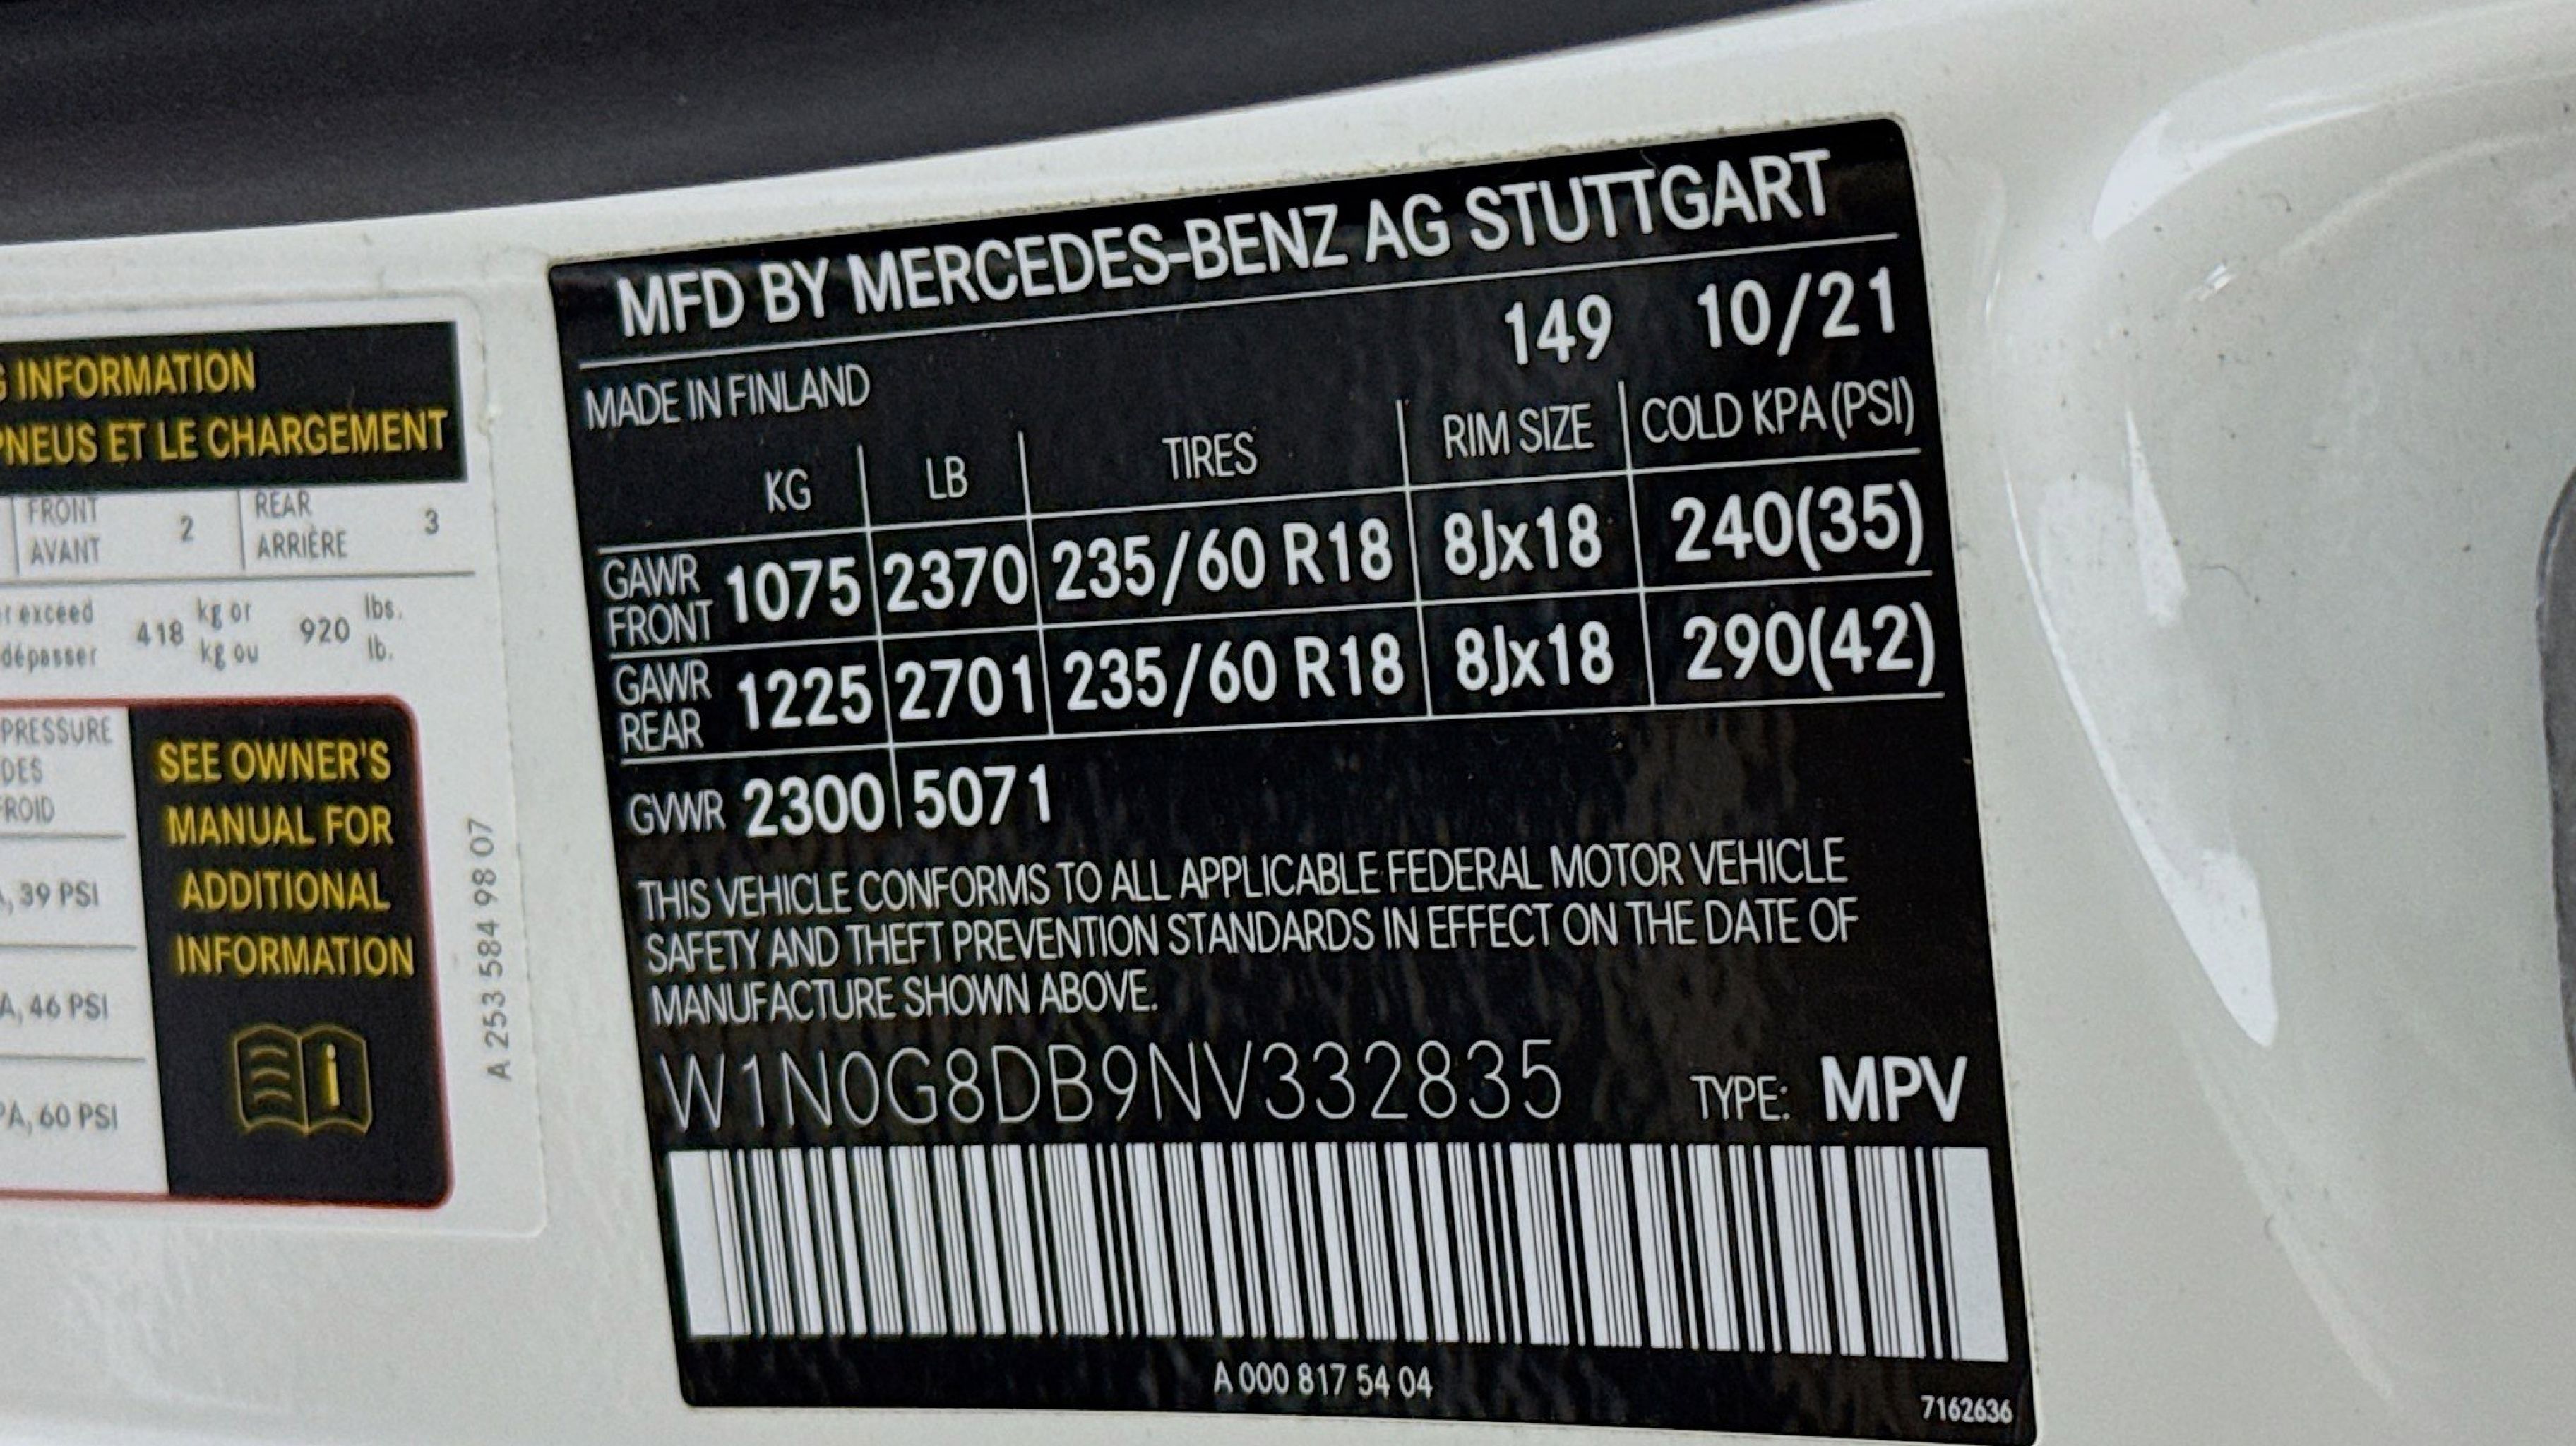 INFORMATION
PNEUS ET LE CHARGEMENT
FRONT AVANT 2 REAR ARRIÈRE 3
exceed 418 kg or 920 lbs.
dépasser kg ou lb.
PRESSURE
DES
39 PSI
46 PSI
60 PSI
SEE OWNER'S
MANUAL FOR
ADDITIONAL
INFORMATION
A 253 584 98 07
MFD BY MERCEDES-BENZ AG STUTTGART
149 10/21
MADE IN FINLAND
KG LB TIRES RIM SIZE COLD KPA (PSI)
GAWR FRONT 1075 2370 235/60 R18 8Jx18 240(35)
GAWR REAR 1225 2701 235/60 R18 8Jx18 290(42)
GVWR 2300 5071
THIS VEHICLE CONFORMS TO ALL APPLICABLE FEDERAL MOTOR VEHICLE
SAFETY AND THEFT PREVENTION STANDARDS IN EFFECT ON THE DATE OF
MANUFACTURE SHOWN ABOVE.
W1N0G8DB9NV332835 TYPE: MPV
A 000 817 54 04
7162636